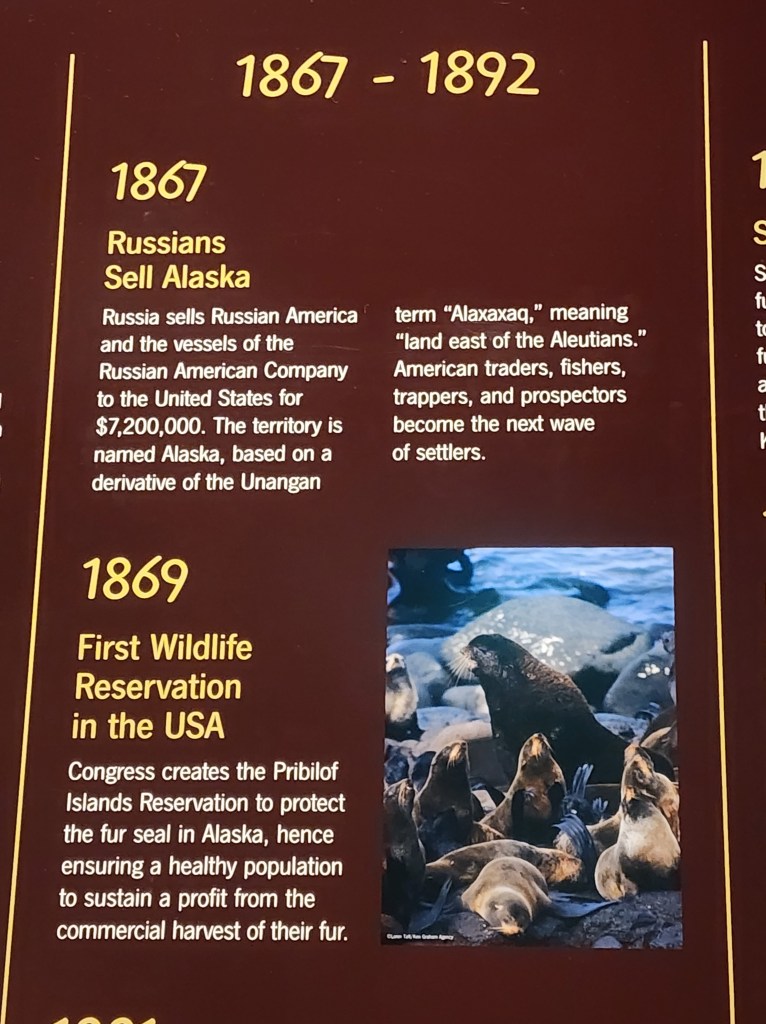 1867 - 1892
1867
Russians
Sell Alaska
Russia sells Russian America
and the vessels of the
Russian American Company
to the United States for
$7,200,000. The territory is
named Alaska, based on a
derivative of the Unangan
term “Alaxaxaq,” meaning
“land east of the Aleutians.”
American traders, fishers,
trappers, and prospectors
become the next wave
of settlers.
1869
First Wildlife
Reservation
in the USA
Congress creates the Pribilof
Islands Reservation to protect
the fur seal in Alaska, hence
ensuring a healthy population
to sustain a profit from the
commercial harvest of their fur.